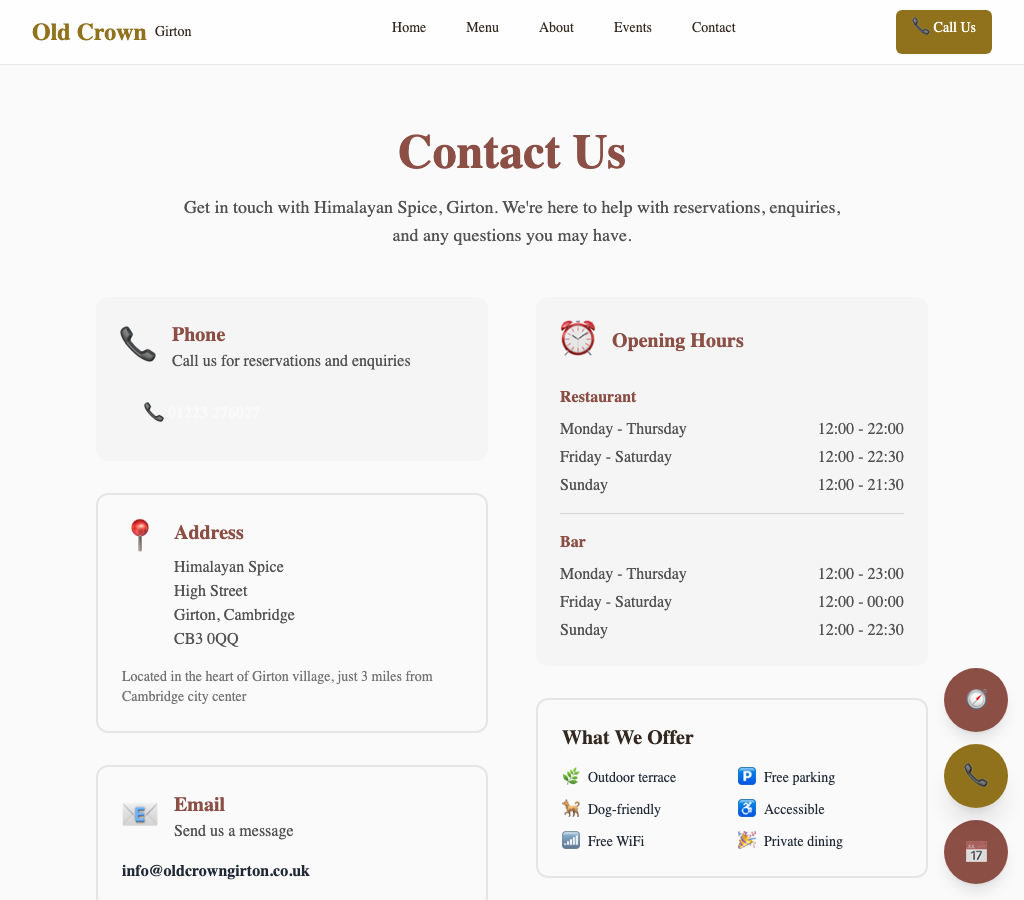 Old Crown Girton
Home Menu About Events Contact
Call Us
Contact Us
Get in touch with Himalayan Spice, Girton. We're here to help with reservations, enquiries,
and any questions you may have.
Phone
Call us for reservations and enquiries
01223 276027
Address
Himalayan Spice
High Street
Girton, Cambridge
CB3 0QQ
Located in the heart of Girton village, just 3 miles from
Cambridge city center
Email
Send us a message
info@oldcrowngirton.co.uk
Opening Hours
Restaurant
Monday - Thursday 12:00 - 22:00
Friday - Saturday 12:00 - 22:30
Sunday 12:00 - 21:30
Bar
Monday - Thursday 12:00 - 23:00
Friday - Saturday 12:00 - 00:00
Sunday 12:00 - 22:30
What We Offer
Outdoor terrace
Free parking
Dog-friendly
Accessible
Free WiFi
Private dining
17